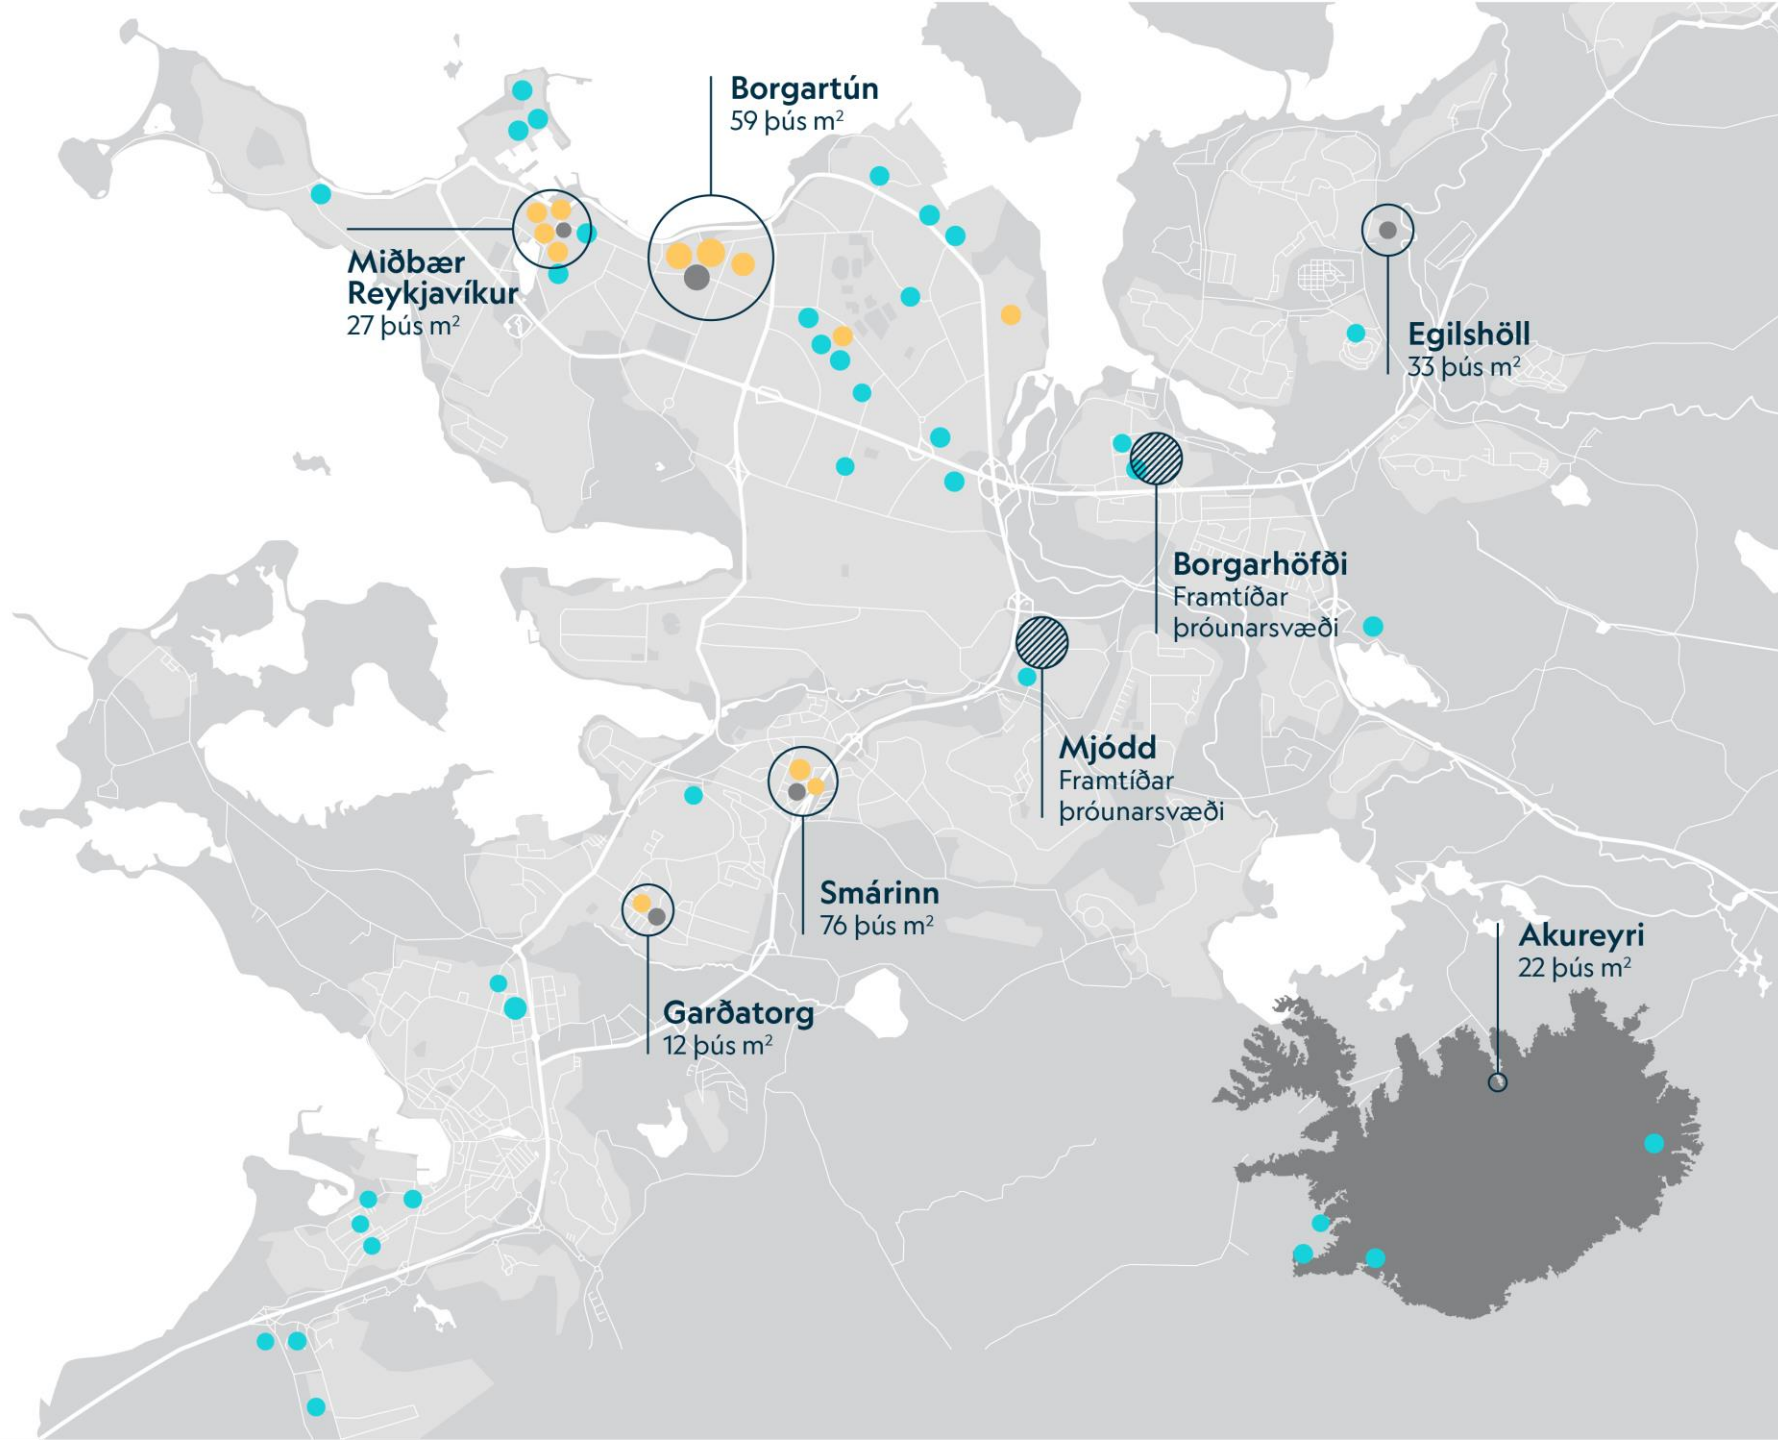 Borgartún
59 þús m²
Miðbær
Reykjavíkur
27 þús m²
Egilshöll
33 þús m²
Borgarhöfði
Framtíðar
þróunarsvæði
Mjódd
Framtíðar
þróunarsvæði
Smárinn
76 þús m²
Garðatorg
12 þús m²
Akureyri
22 þús m²